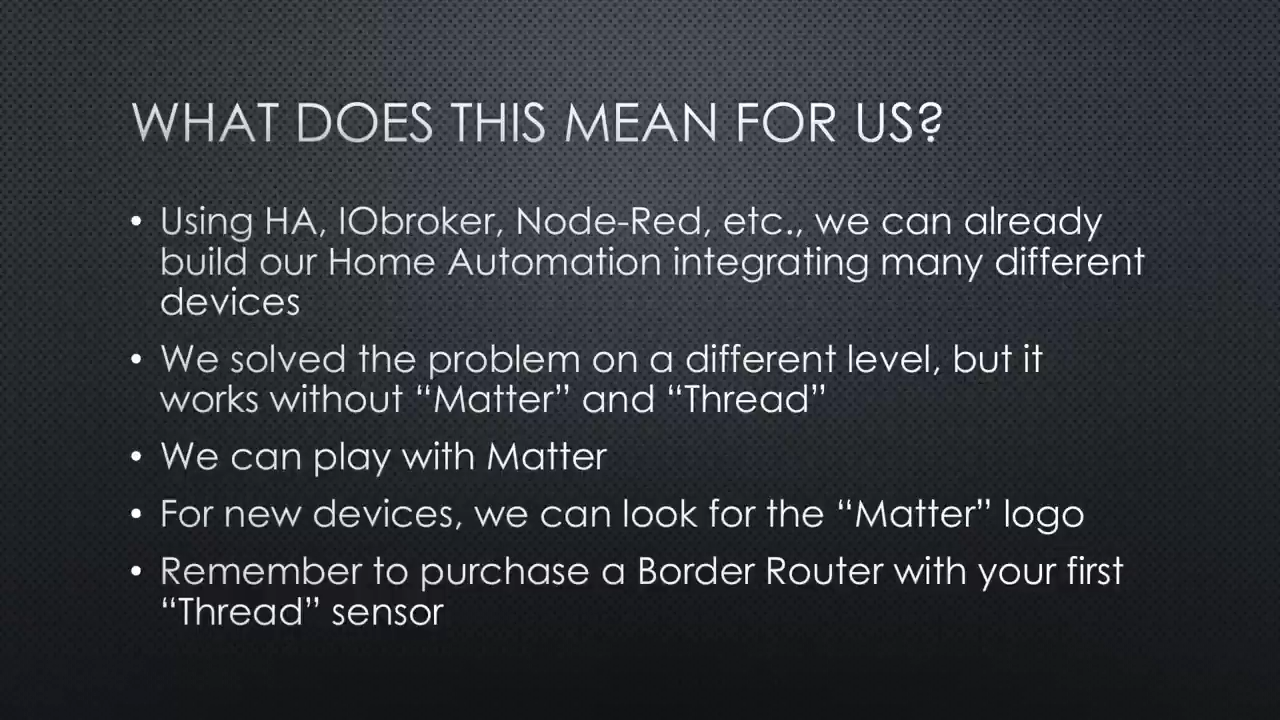 WHAT DOES THIS MEAN FOR US?
• Using HA, IObroker, Node-Red, etc., we can already
build our Home Automation integrating many different
devices
• We solved the problem on a different level, but it
works without “Matter” and “Thread”
• We can play with Matter
• For new devices, we can look for the “Matter” logo
• Remember to purchase a Border Router with your first
“Thread” sensor